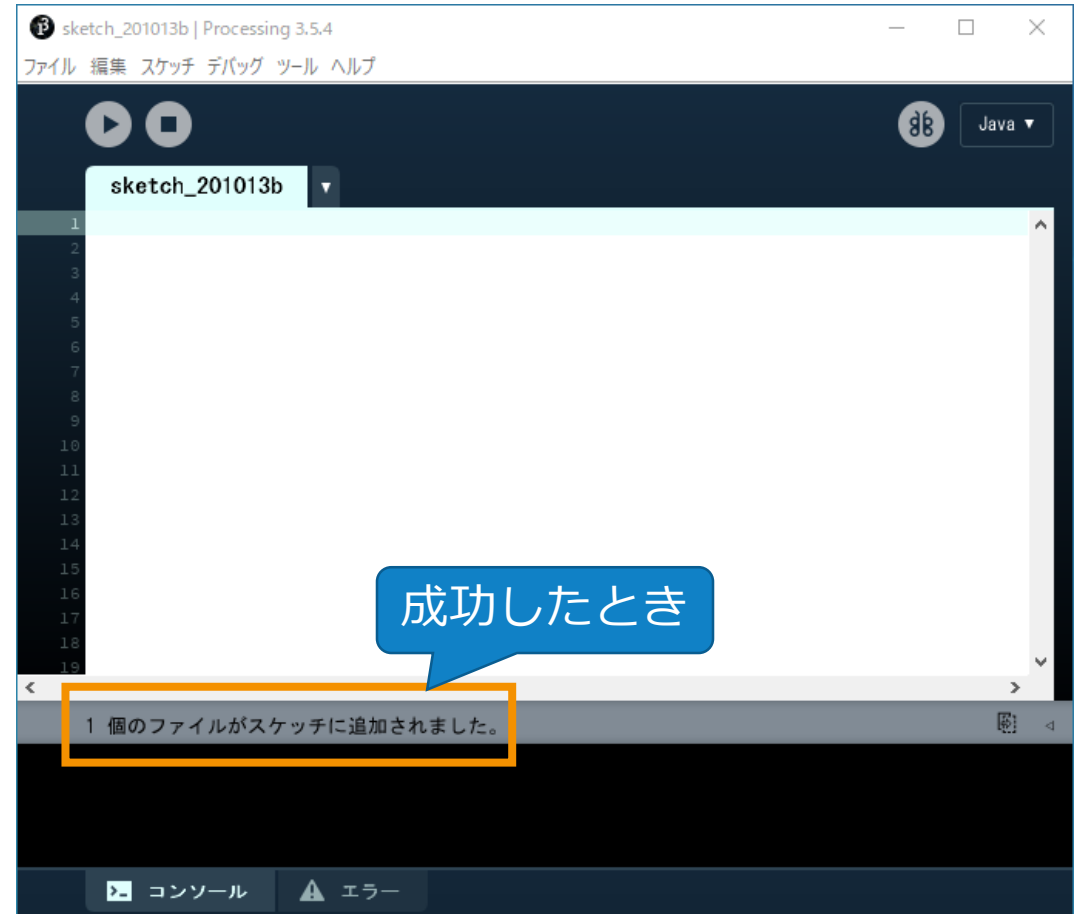 sketch_201013b | Processing 3.5.4
ファイル 編集 スケッチ デバッグ ツール ヘルプ
Java ▼
sketch_201013b ▼
1
2
3
4
5
6
7
8
9
10
11
12
13
14
15
16
17
18
19
成功したとき
1 個のファイルがスケッチに追加されました。
コンソール エラー